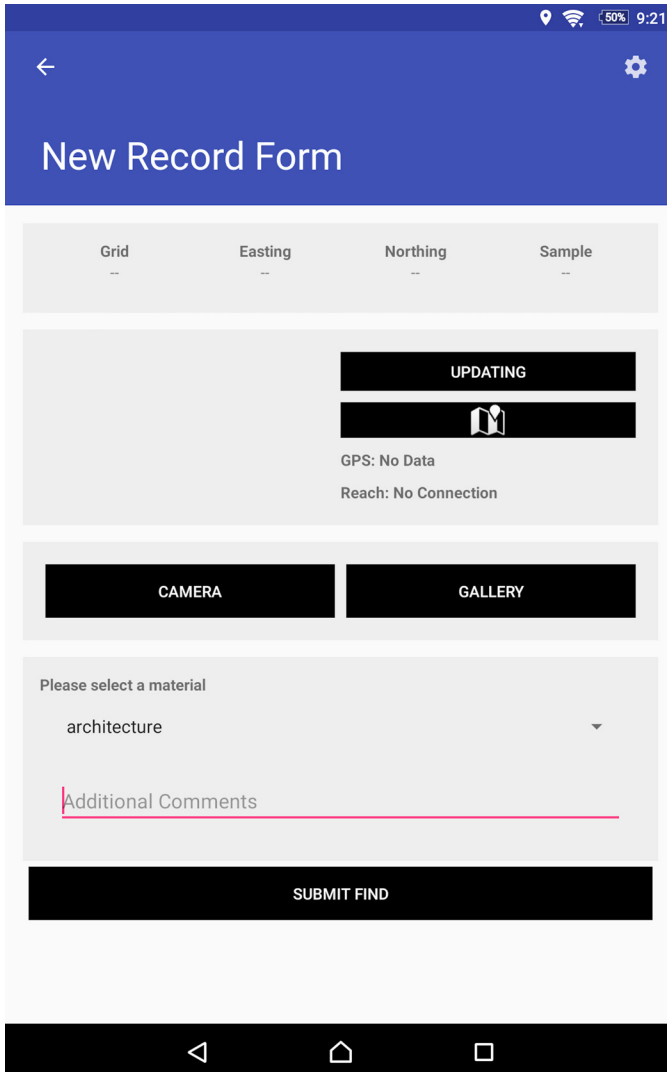 50% 9:21
New Record Form
Grid Easting Northing Sample
-- -- -- --
UPDATING
GPS: No Data
Reach: No Connection
CAMERA GALLERY
Please select a material
architecture
Additional Comments
SUBMIT FIND